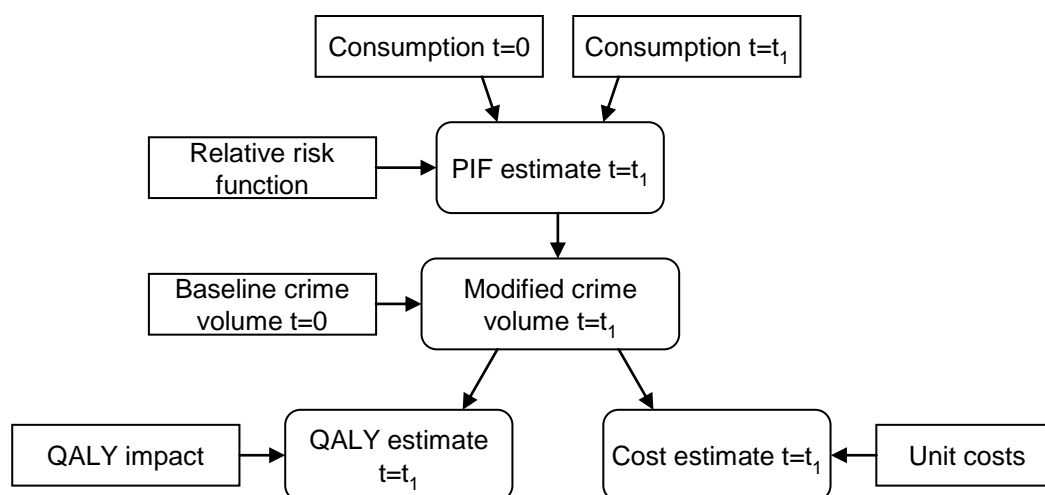 Consumption t=0
Consumption t=t₁
Relative risk
function
PIF estimate t=t₁
Baseline crime
volume t=0
Modified crime
volume t=t₁
QALY impact
QALY estimate
t=t₁
Cost estimate t=t₁
Unit costs